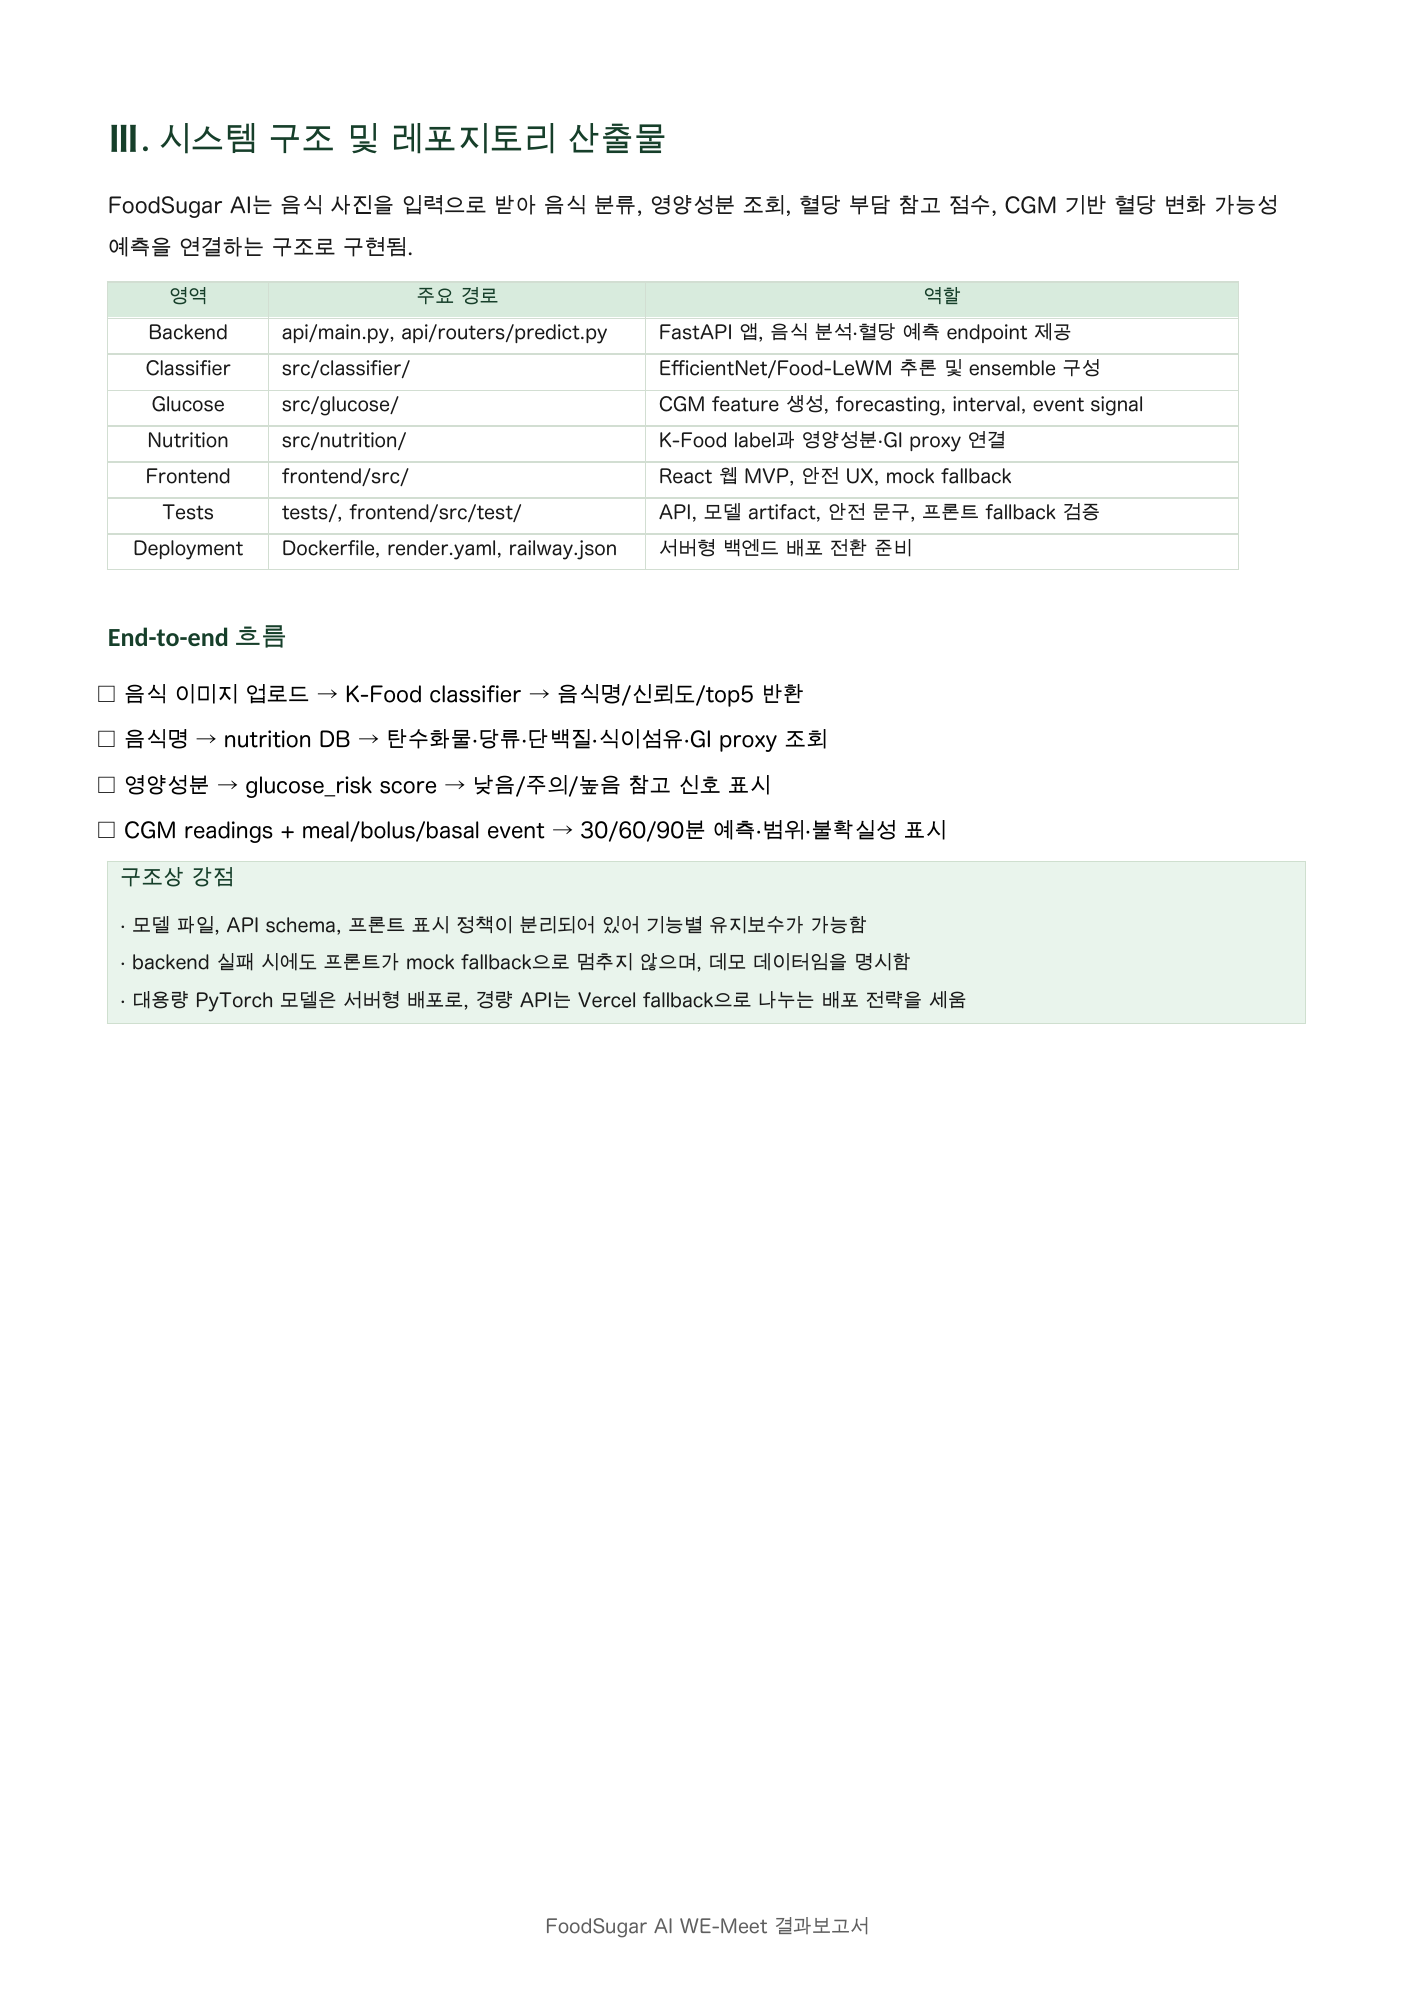 Ⅲ. 시스템 구조 및 레포지토리 산출물
FoodSugar AI는 음식 사진을 입력으로 받아 음식 분류, 영양성분 조회, 혈당 부담 참고 점수, CGM 기반 혈당 변화 가능성
예측을 연결하는 구조로 구현됨.
영역 주요 경로 역할
Backend api/main.py, api/routers/predict.py FastAPI 앱, 음식 분석·혈당 예측 endpoint 제공
Classifier src/classifier/ EfficientNet/Food-LeWM 추론 및 ensemble 구성
Glucose src/glucose/ CGM feature 생성, forecasting, interval, event signal
Nutrition src/nutrition/ K-Food label과 영양성분·GI proxy 연결
Frontend frontend/src/ React 웹 MVP, 안전 UX, mock fallback
Tests tests/, frontend/src/test/ API, 모델 artifact, 안전 문구, 프론트 fallback 검증
Deployment Dockerfile, render.yaml, railway.json 서버형 백엔드 배포 전환 준비
End-to-end 흐름
□ 음식 이미지 업로드 → K-Food classifier → 음식명/신뢰도/top5 반환
□ 음식명 → nutrition DB → 탄수화물·당류·단백질·식이섬유·GI proxy 조회
□ 영양성분 → glucose_risk score → 낮음/주의/높음 참고 신호 표시
□ CGM readings + meal/bolus/basal event → 30/60/90분 예측·범위·불확실성 표시
구조상 강점
· 모델 파일, API schema, 프론트 표시 정책이 분리되어 있어 기능별 유지보수가 가능함
· backend 실패 시에도 프론트가 mock fallback으로 멈추지 않으며, 데모 데이터임을 명시함
· 대용량 PyTorch 모델은 서버형 배포로, 경량 API는 Vercel fallback으로 나누는 배포 전략을 세움
FoodSugar AI WE-Meet 결과보고서